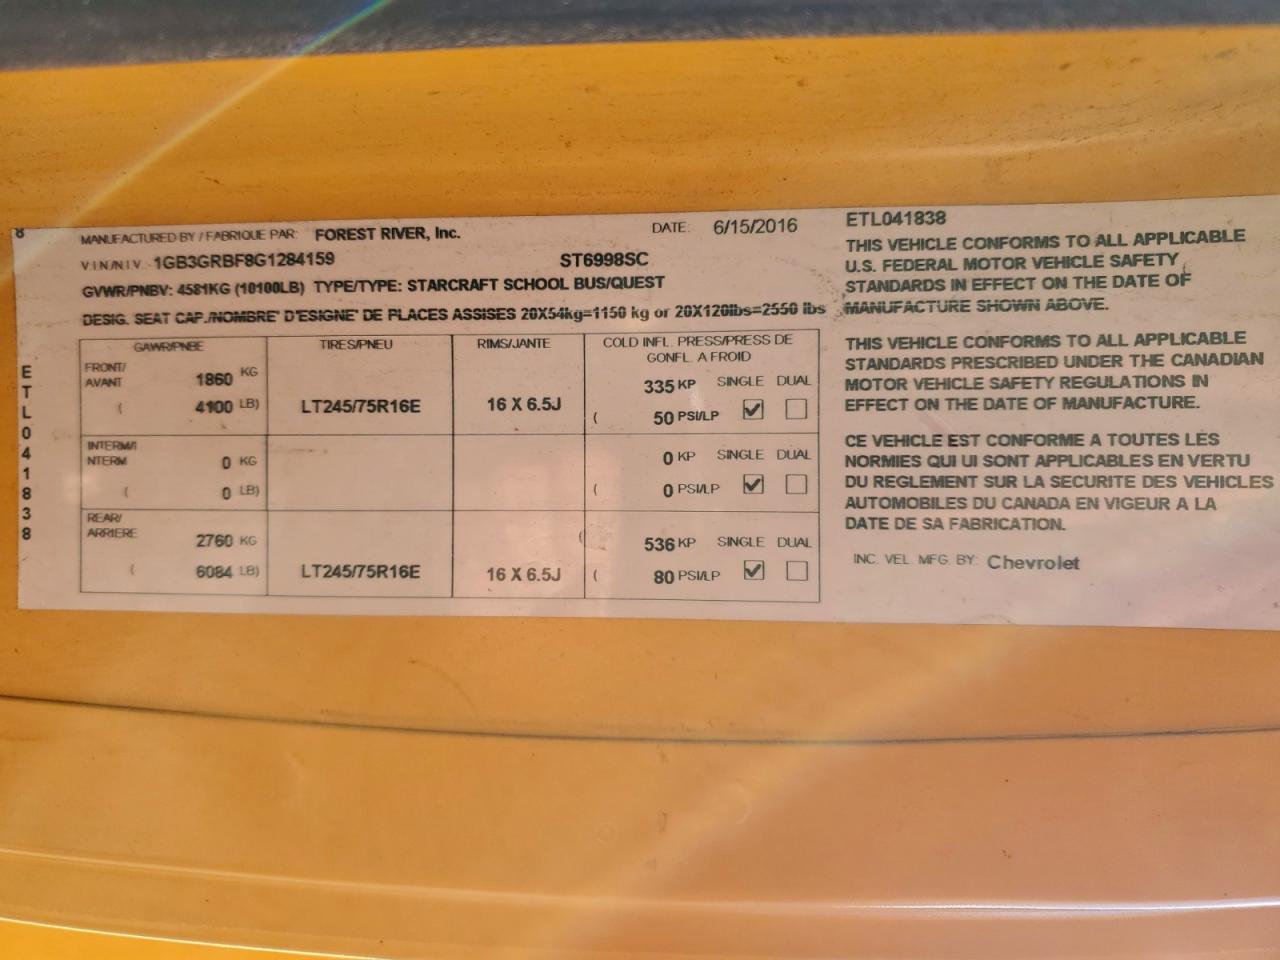 8
MANUFACTURED BY / FABRIQUE PAR: FOREST RIVER, Inc. DATE: 6/15/2016
V.I.N/N.I.V. 1GB3GRBF8G1284159 ST6998SC
GVWR/PNBV: 4581KG (10100LB) TYPE/TYPE: STARCRAFT SCHOOL BUS/QUEST
DESIG. SEAT CAP./NOMBRE' D'ESIGNE' DE PLACES ASSISES 20X54kg=1150 kg or 20X120lbs=2550 lbs
GAWR/PNBE TIRES/PNEU RIMS/JANTE COLD INFL. PRESS/PRESS DE
GONFL. A FROID
FRONT/
AVANT 1860 KG 335 KP SINGLE DUAL
( 4100 LB) LT245/75R16E 16 X 6.5J ( 50 PSI/LP
INTERM/I
NTERM 0 KG 0 KP SINGLE DUAL
( 0 LB) ( 0 PSI/LP
REAR/
ARRIERE 2760 KG 536 KP SINGLE DUAL
( 6084 LB) LT245/75R16E 16 X 6.5J ( 80 PSI/LP
ETL041838
ETL041838
THIS VEHICLE CONFORMS TO ALL APPLICABLE
U.S. FEDERAL MOTOR VEHICLE SAFETY
STANDARDS IN EFFECT ON THE DATE OF
MANUFACTURE SHOWN ABOVE.
THIS VEHICLE CONFORMS TO ALL APPLICABLE
STANDARDS PRESCRIBED UNDER THE CANADIAN
MOTOR VEHICLE SAFETY REGULATIONS IN
EFFECT ON THE DATE OF MANUFACTURE.
CE VEHICLE EST CONFORME A TOUTES LES
NORMIES QUI UI SONT APPLICABLES EN VERTU
DU REGLEMENT SUR LA SECURITE DES VEHICLES
AUTOMOBILES DU CANADA EN VIGEUR A LA
DATE DE SA FABRICATION.
INC. VEL. MFG. BY: Chevrolet